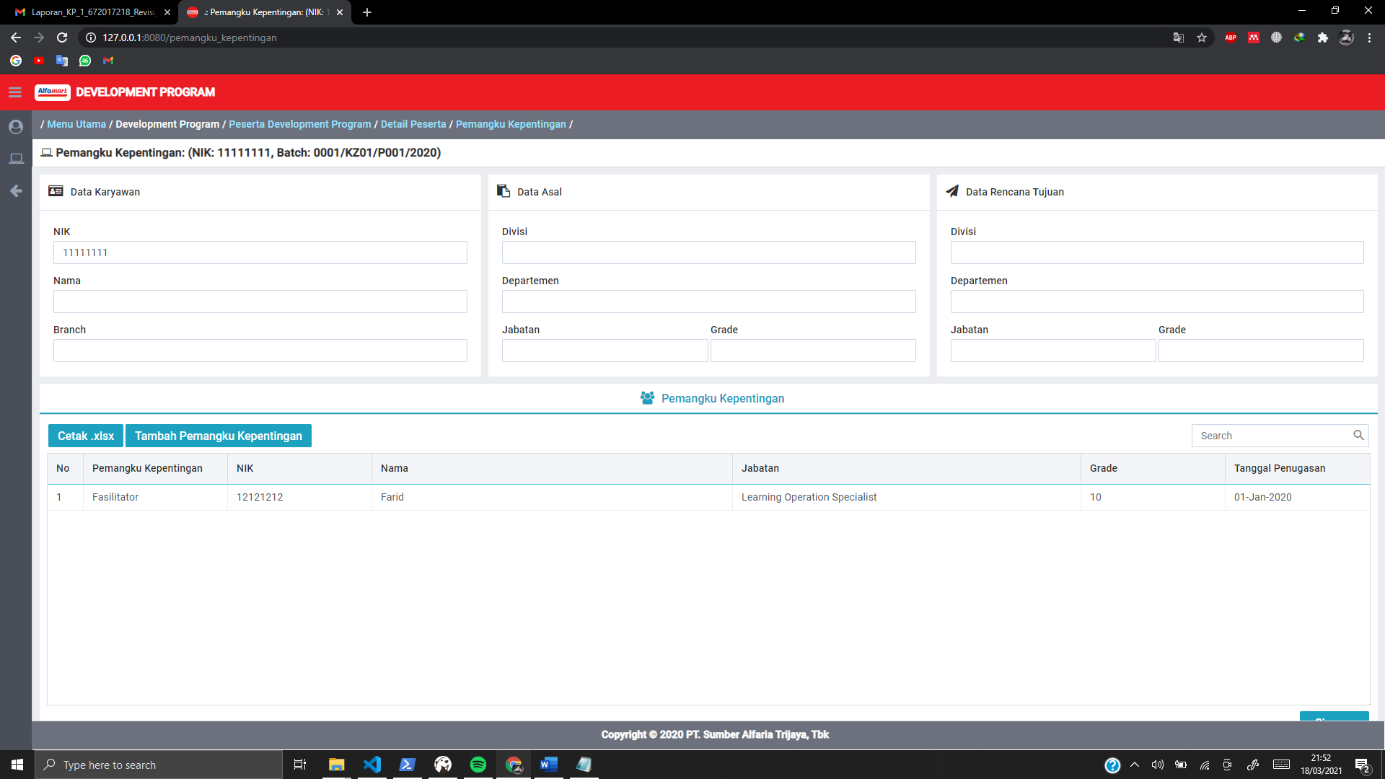 Laporan_KP_1_672017218_Revisi
.: Pemangku Kepentingan: (NIK: 1
127.0.0.1:8080/pemangku_kepentingan
ABP
Alfamart DEVELOPMENT PROGRAM
/ Menu Utama / Development Program / Peserta Development Program / Detail Peserta / Pemangku Kepentingan /
Pemangku Kepentingan: (NIK: 11111111, Batch: 0001/KZ01/P001/2020)
Data Karyawan
NIK
11111111
Nama
Branch
Data Asal
Divisi
Departemen
Jabatan Grade
Data Rencana Tujuan
Divisi
Departemen
Jabatan Grade
Pemangku Kepentingan
Cetak .xlsx Tambah Pemangku Kepentingan Search
No Pemangku Kepentingan NIK Nama Jabatan Grade Tanggal Penugasan
1 Fasilitator 12121212 Farid Learning Operation Specialist 10 01-Jan-2020
Copyright © 2020 PT. Sumber Alfaria Trijaya, Tbk
Type here to search
21:52
18/03/2021
2